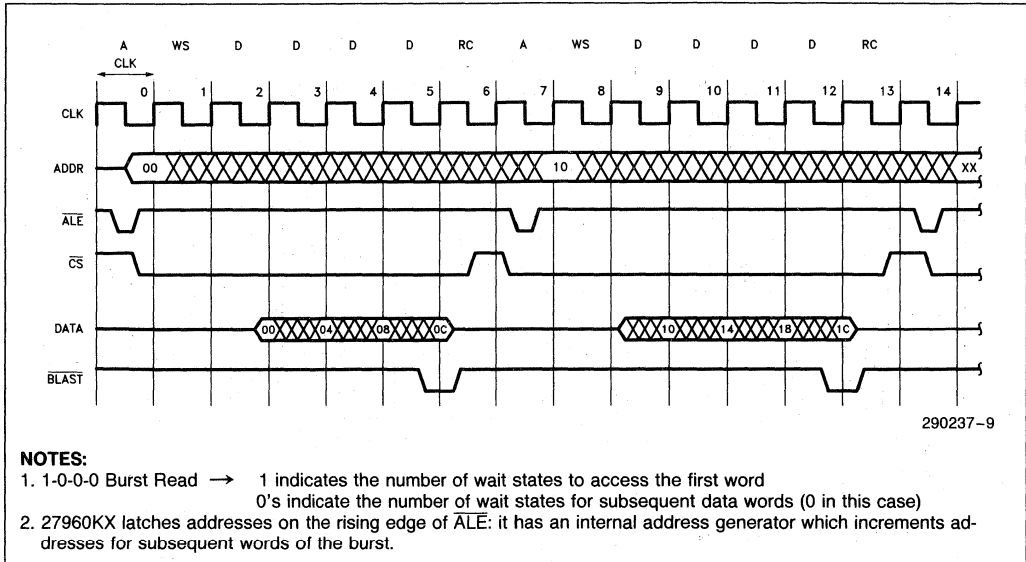 A WS D D D D RC A WS D D D D RC
CLK
0 1 2 3 4 5 6 7 8 9 10 11 12 13 14
CLK
ADDR 00 10 XX
ALE
CS
DATA 00 04 08 0C 10 14 18 1C
BLAST
290237-9
NOTES:
1. 1-0-0-0 Burst Read → 1 indicates the number of wait states to access the first word
0's indicate the number of wait states for subsequent data words (0 in this case)
2. 27960KX latches addresses on the rising edge of ALE: it has an internal address generator which increments ad-
dresses for subsequent words of the burst.